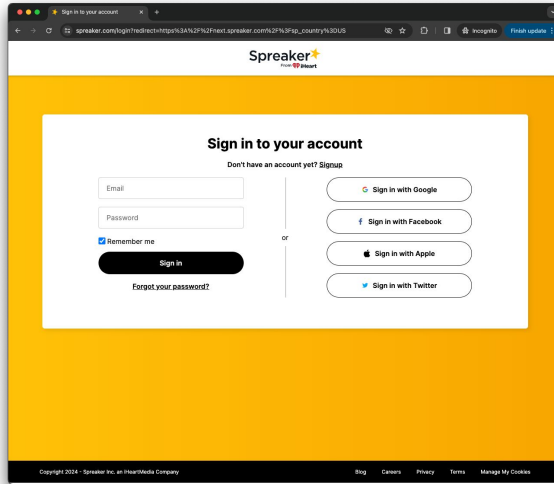 Sign in to your account
spreaker.com/login?redirect=https%3A%2F%2Fnext.spreaker.com%2F%3Fsp_country%3DUS
Incognito
Finish update
Spreaker
From iHeart
Sign in to your account
Don't have an account yet? Signup
Email
Password
Remember me
Sign in
Forgot your password?
or
Sign in with Google
Sign in with Facebook
Sign in with Apple
Sign in with Twitter
Copyright 2024 - Spreaker Inc. an iHeartMedia Company
Blog Careers Privacy Terms Manage My Cookies